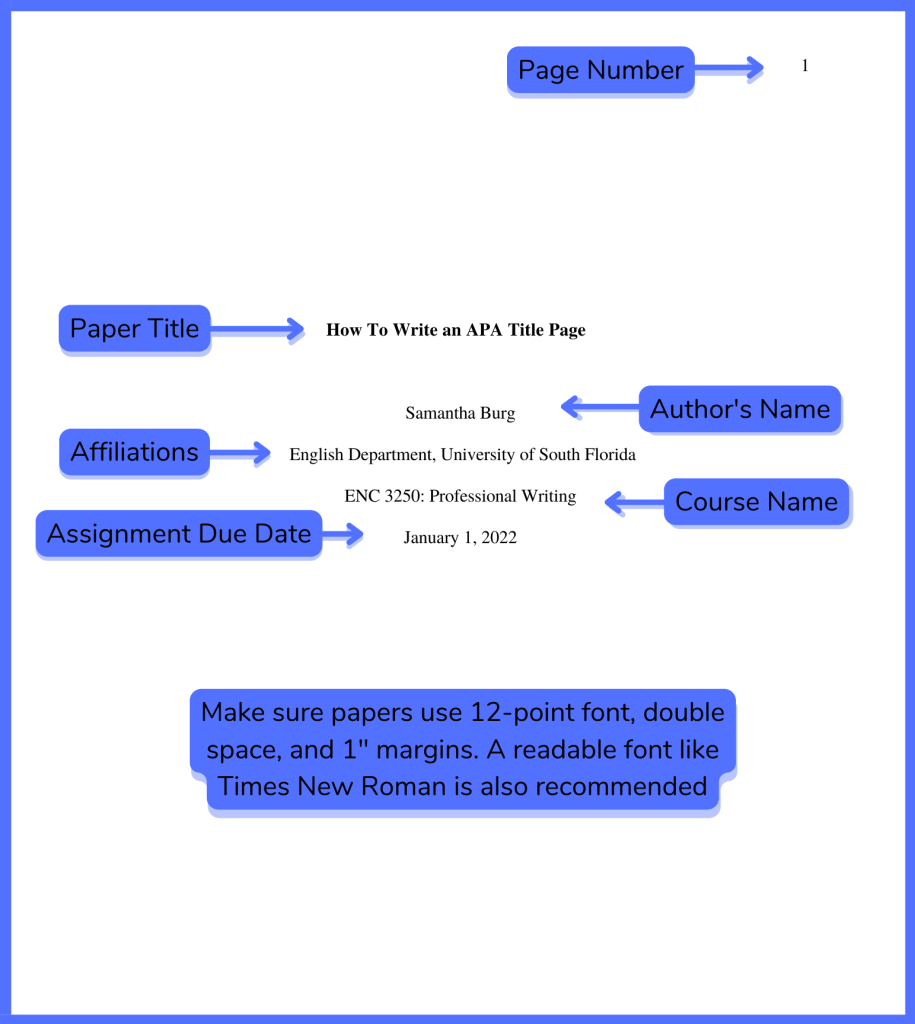 Page Number
1
Paper Title
How To Write an APA Title Page
Samantha Burg
Author's Name
Affiliations
English Department, University of South Florida
ENC 3250: Professional Writing
Course Name
Assignment Due Date
January 1, 2022
Make sure papers use 12-point font, double
space, and 1" margins. A readable font like
Times New Roman is also recommended